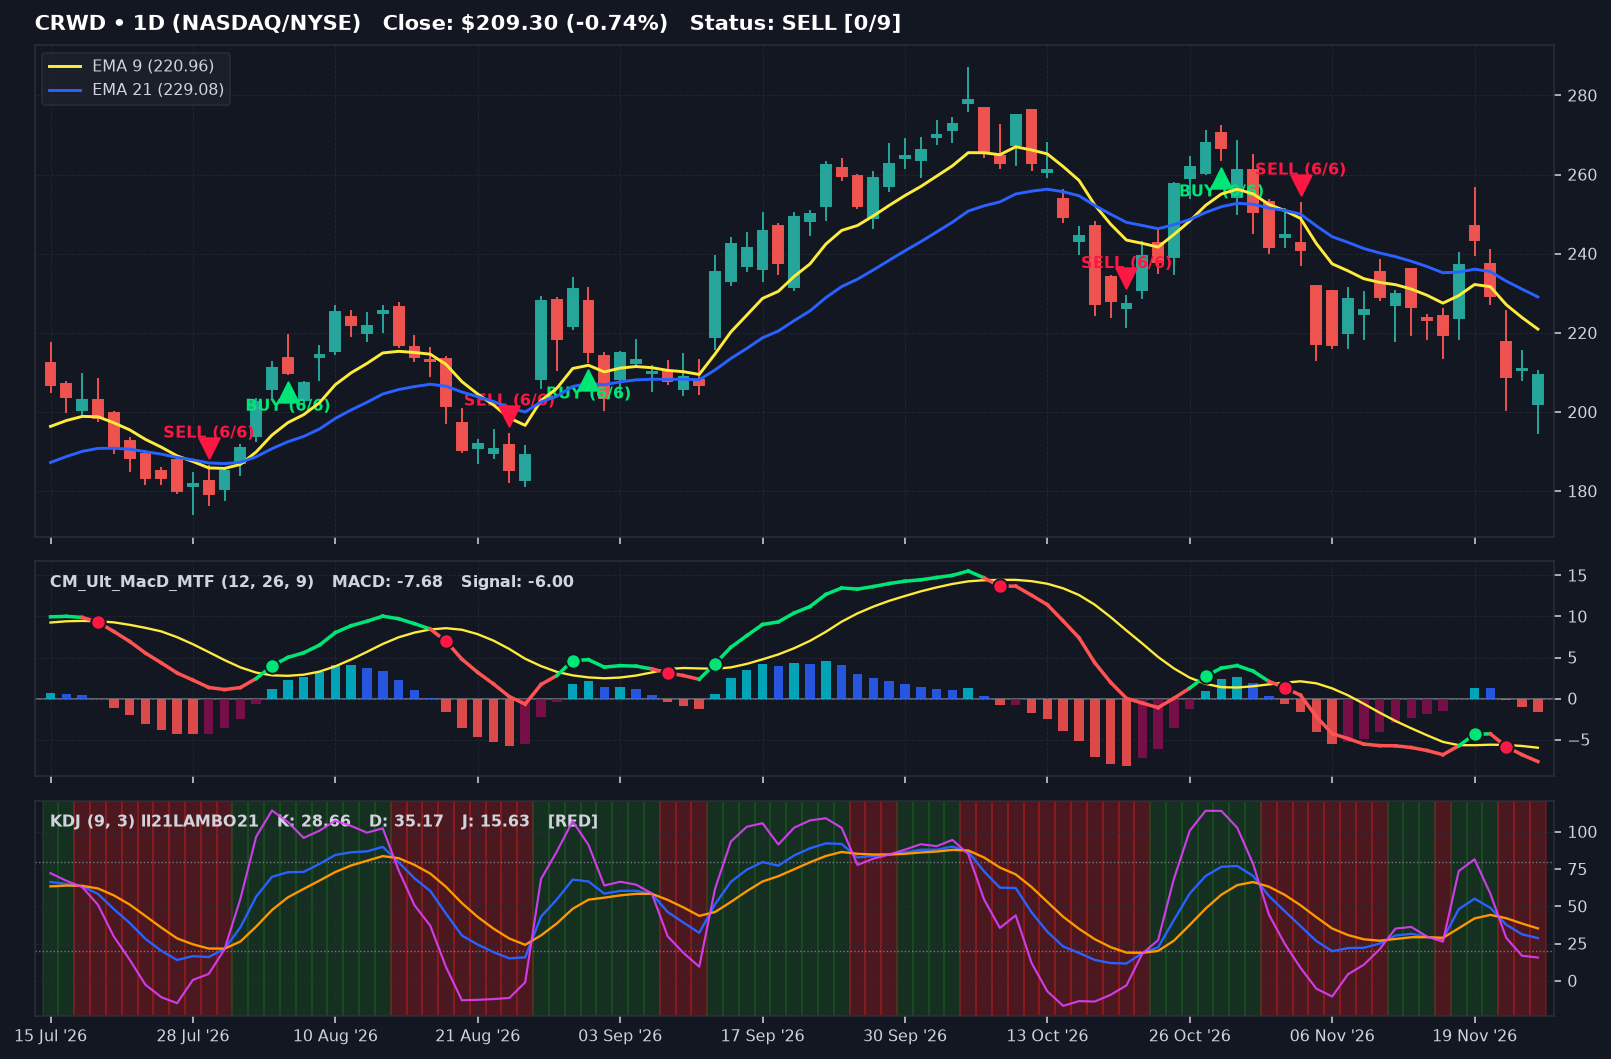 CRWD • 1D (NASDAQ/NYSE)   Close: $209.30 (-0.74%)   Status: SELL [0/9]
EMA 9 (220.96)
EMA 21 (229.08)
280
260
240
220
200
180
SELL (6/6)
BUY (6/6)
SELL (6/6)
BUY (6/6)
SELL (6/6)
BUY (6/6)
SELL (6/6)
CM_Ult_MacD_MTF (12, 26, 9)   MACD: -7.68   Signal: -6.00
15
10
5
0
−5
KDJ (9, 3) ll21LAMBO21   K: 28.66   D: 35.17   J: 15.63   [RED]
100
75
50
25
0
15 Jul '26
28 Jul '26
10 Aug '26
21 Aug '26
03 Sep '26
17 Sep '26
30 Sep '26
13 Oct '26
26 Oct '26
06 Nov '26
19 Nov '26